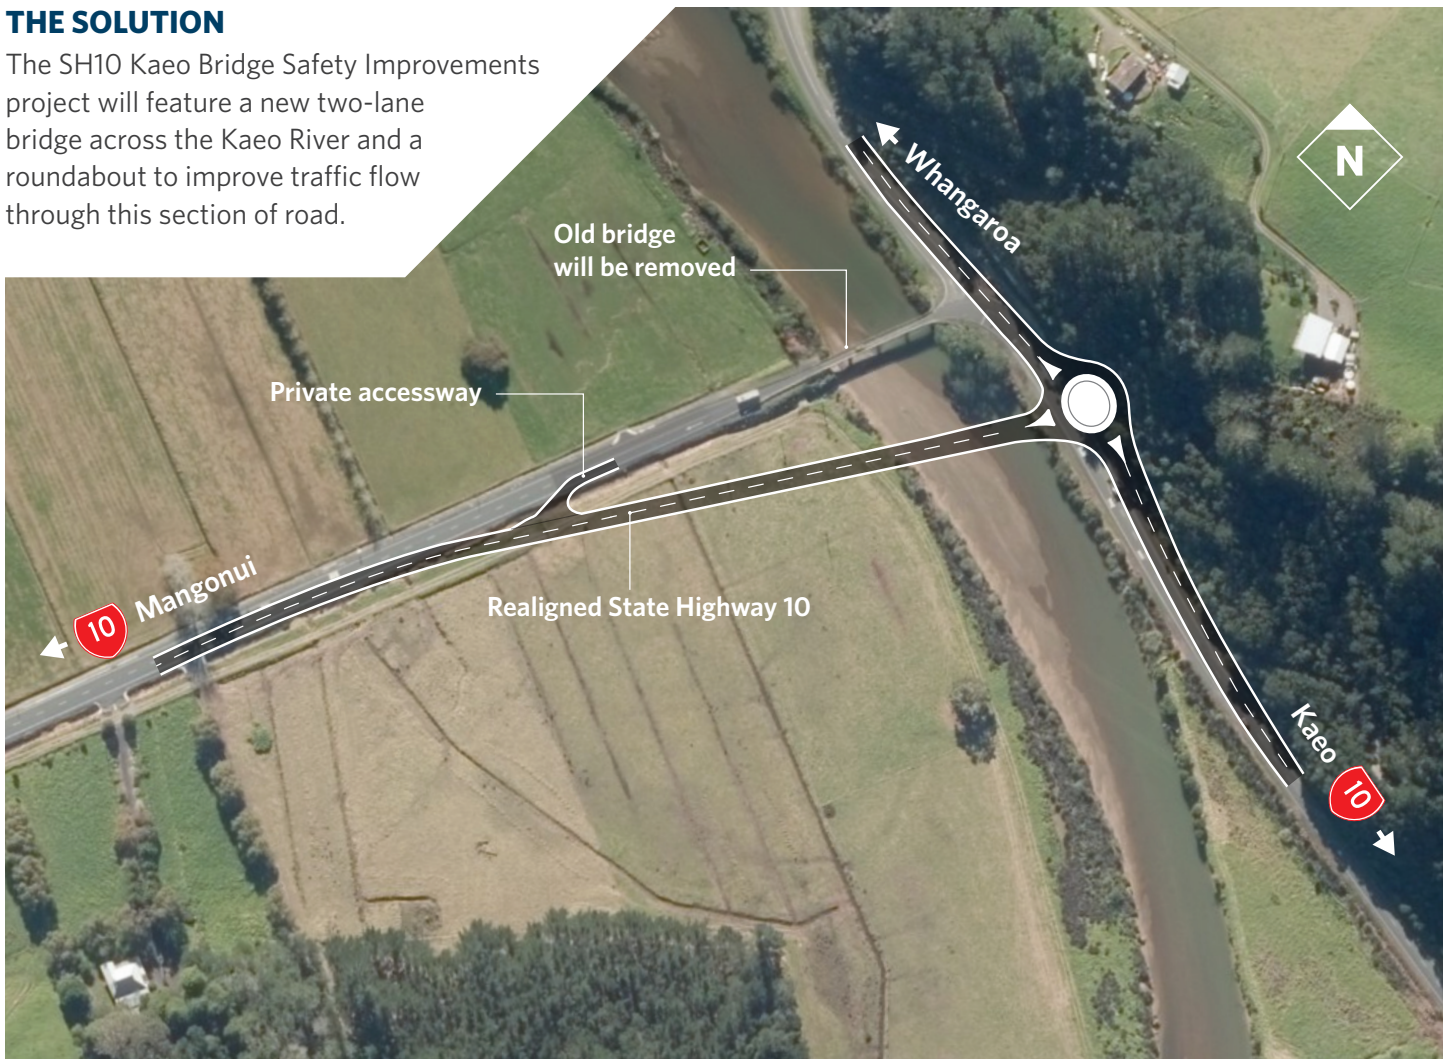 THE SOLUTION
The SH10 Kaeo Bridge Safety Improvements
project will feature a new two-lane
bridge across the Kaeo River and a
roundabout to improve traffic flow
through this section of road.
Whangaroa
N
Old bridge
will be removed
Private accessway
Mangonui
10
Realigned State Highway 10
Kaeo
10